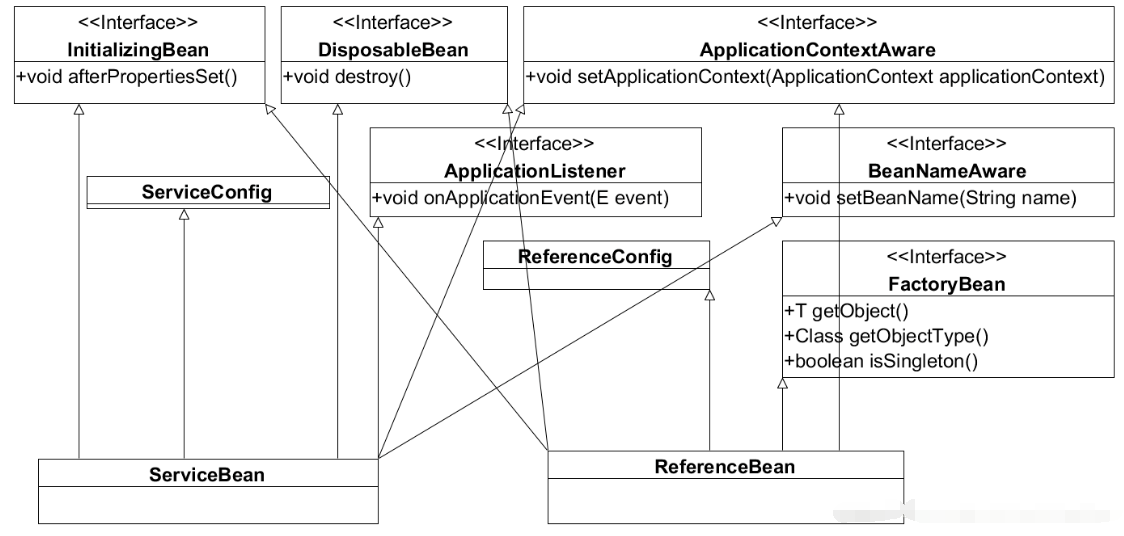 <<Interface>>
InitializingBean
+void afterPropertiesSet()
<<Interface>>
DisposableBean
+void destroy()
<<Interface>>
ApplicationContextAware
+void setApplicationContext(ApplicationContext applicationContext)
<<Interface>>
ApplicationListener
+void onApplicationEvent(E event)
<<Interface>>
BeanNameAware
+void setBeanName(String name)
ServiceConfig
ReferenceConfig
<<Interface>>
FactoryBean
+T getObject()
+Class getObjectType()
+boolean isSingleton()
ServiceBean
ReferenceBean